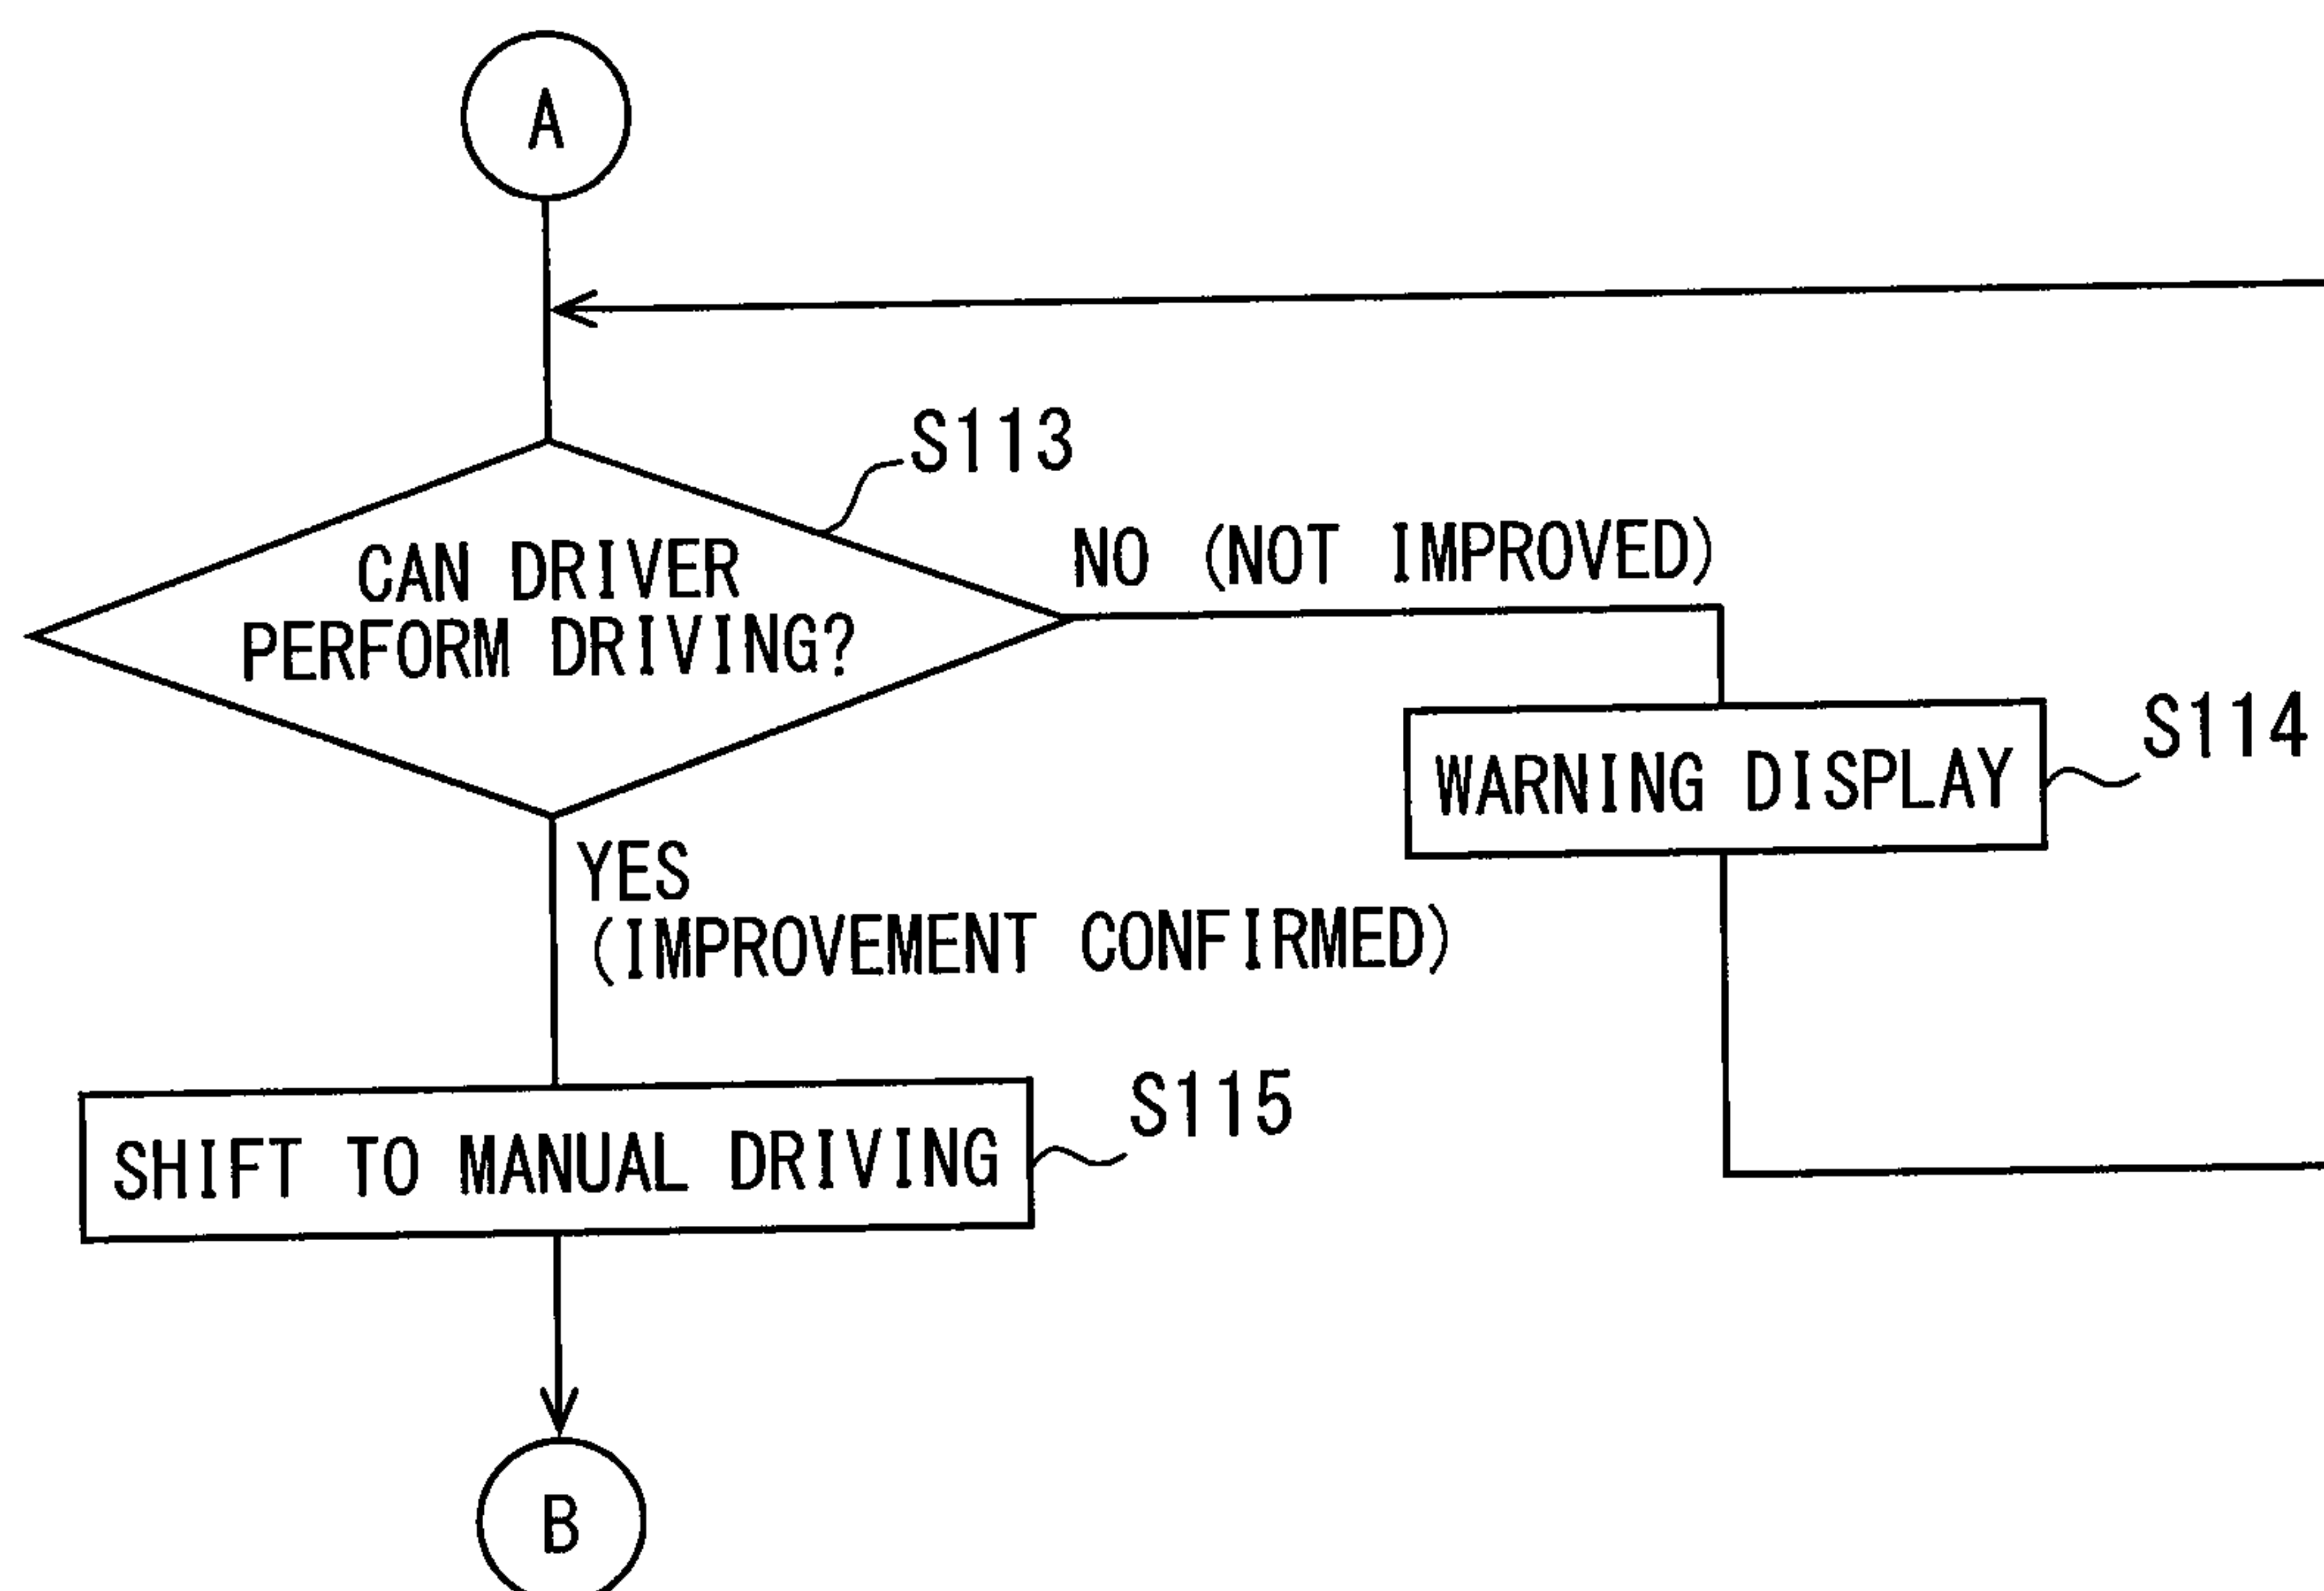 A
S113
CAN DRIVER
PERFORM DRIVING?
NO (NOT IMPROVED)
S114
WARNING DISPLAY
YES
(IMPROVEMENT CONFIRMED)
S115
SHIFT TO MANUAL DRIVING
B